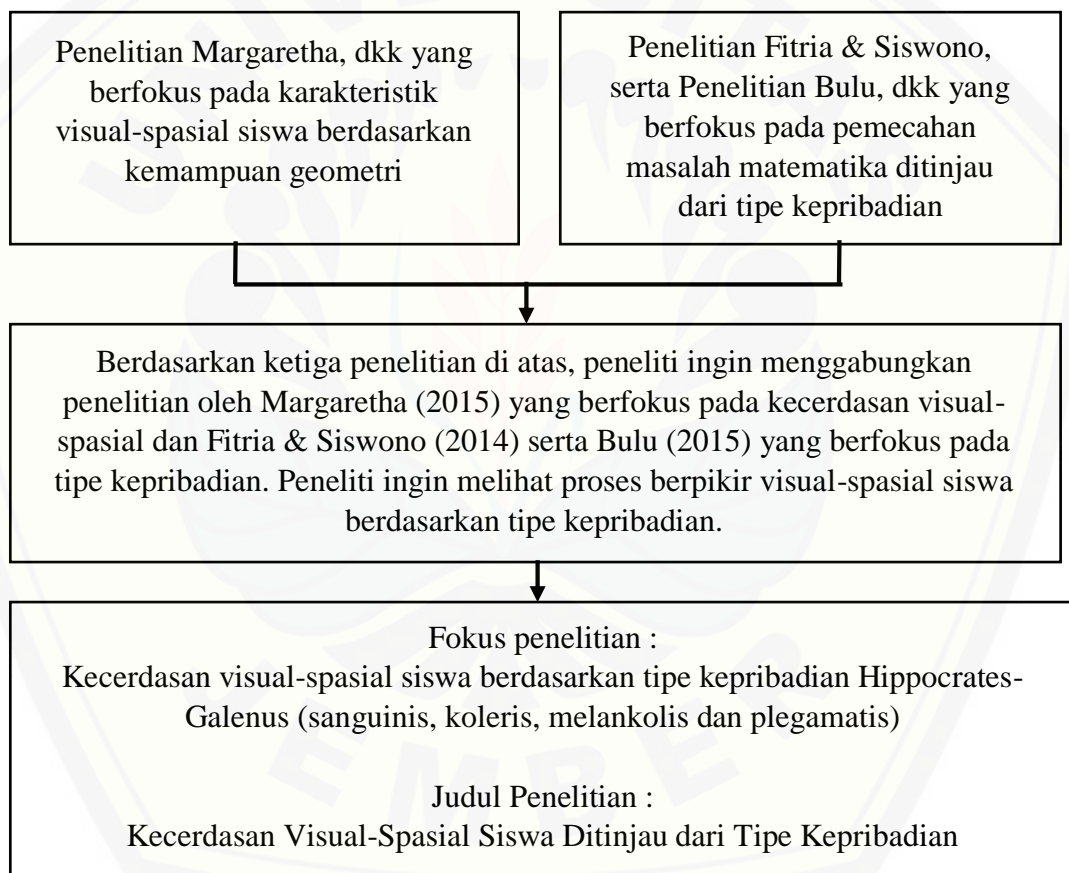 Penelitian Margaretha, dkk yang
berfokus pada karakteristik
visual-spasial siswa berdasarkan
kemampuan geometri
Penelitian Fitria & Siswono,
serta Penelitian Bulu, dkk yang
berfokus pada pemecahan
masalah matematika ditinjau
dari tipe kepribadian
Berdasarkan ketiga penelitian di atas, peneliti ingin menggabungkan
penelitian oleh Margaretha (2015) yang berfokus pada kecerdasan visual-
spasial dan Fitria & Siswono (2014) serta Bulu (2015) yang berfokus pada
tipe kepribadian. Peneliti ingin melihat proses berpikir visual-spasial siswa
berdasarkan tipe kepribadian.
Fokus penelitian :
Kecerdasan visual-spasial siswa berdasarkan tipe kepribadian Hippocrates-
Galenus (sanguinis, koleris, melankolis dan plegamatis)
Judul Penelitian :
Kecerdasan Visual-Spasial Siswa Ditinjau dari Tipe Kepribadian